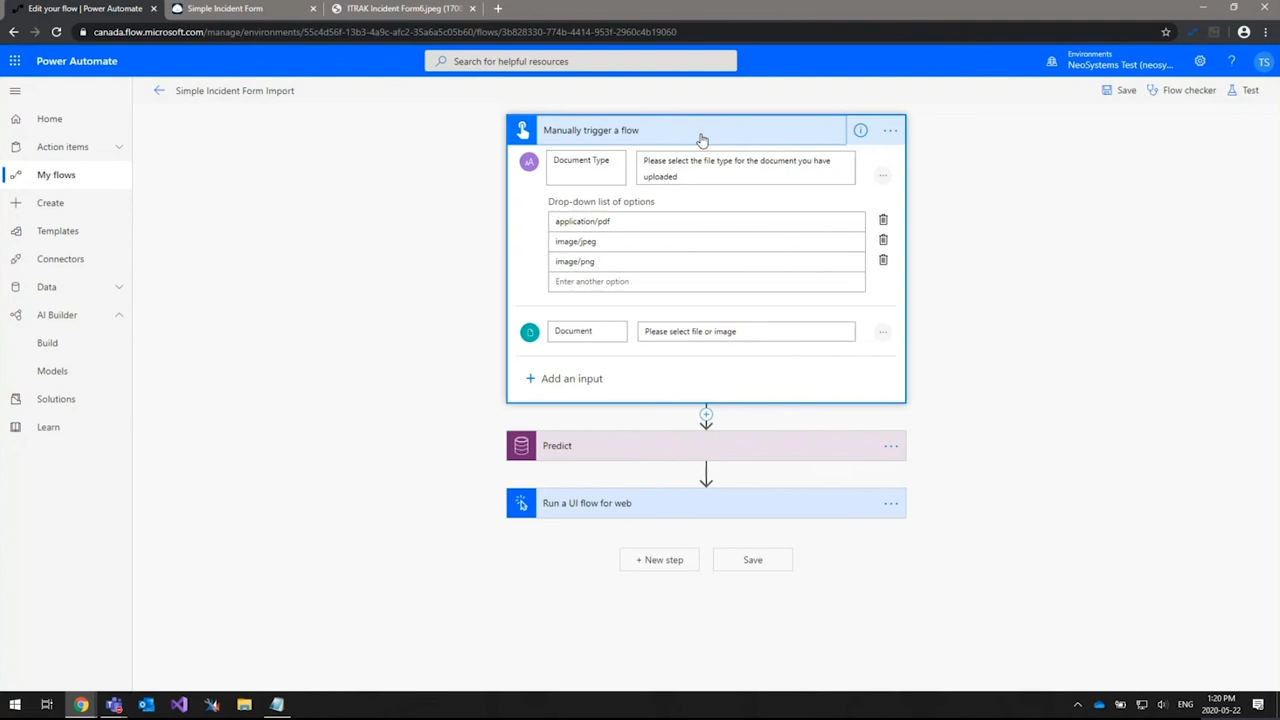 Edit your flow | Power Automate
Simple Incident Form
ITRAK Incident Form6.jpeg (1700
canada.flow.microsoft.com/manage/environments/55c4d56f-13b3-4a9c-afc2-35a6a5c05b60/flows/3b828330-774b-4414-953f-2960c4b19060
Power Automate
Search for helpful resources
Environments
NeoSystems Test (neosy...
?
TS
Simple Incident Form Import
Save
Flow checker
Test
Home
Action items
My flows
Create
Templates
Connectors
Data
AI Builder
Build
Models
Solutions
Learn
Manually trigger a flow
Document Type
Please select the file type for the document you have
uploaded
Drop-down list of options
application/pdf
image/jpeg
image/png
Enter another option
Document
Please select file or image
+ Add an input
Predict
Run a UI flow for web
+ New step
Save
ENG
1:20 PM
2020-05-22